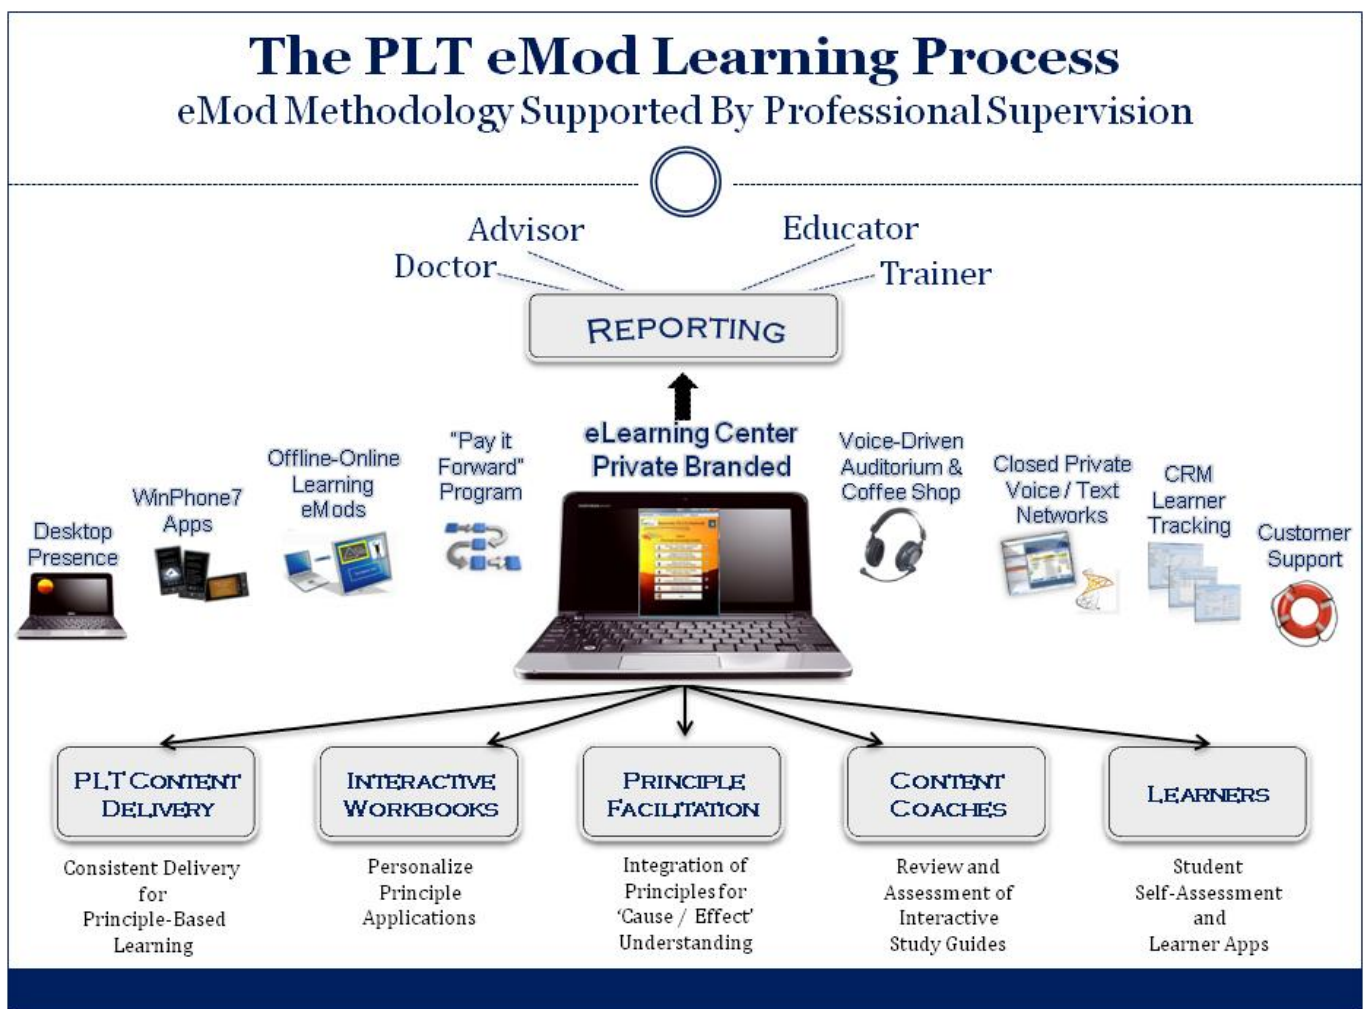 The PLT eMod Learning Process
eMod Methodology Supported By Professional Supervision
Advisor
Educator
Doctor
Trainer
REPORTING
eLearning Center
Private Branded
Desktop
Presence
WinPhone7
Apps
Offline-Online
Learning
eMods
"Pay it
Forward"
Program
Voice-Driven
Auditorium &
Coffee Shop
Closed Private
Voice / Text
Networks
CRM
Learner
Tracking
Customer
Support
PLT CONTENT
DELIVERY
INTERACTIVE
WORKBOOKS
PRINCIPLE
FACILITATION
CONTENT
COACHES
LEARNERS
Consistent Delivery
for
Principle-Based
Learning
Personalize
Principle
Applications
Integration of
Principles for
‘Cause / Effect’
Understanding
Review and
Assessment of
Interactive
Study Guides
Student
Self-Assessment
and
Learner Apps